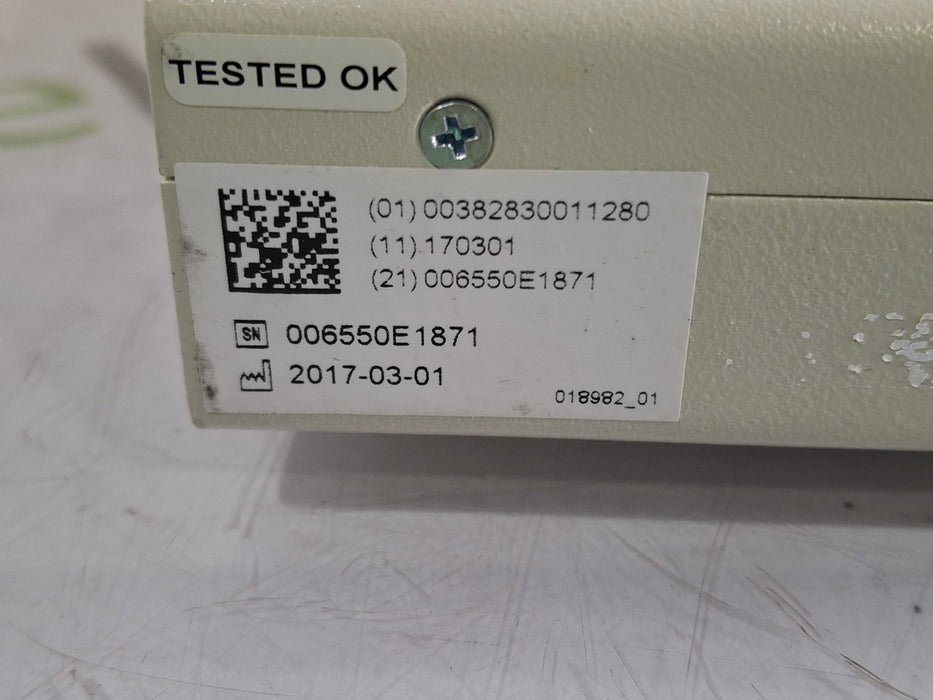 TESTED OK
(01) 00382830011280
(11) 170301
(21) 006550E1871
SN 006550E1871
2017-03-01
018982_01